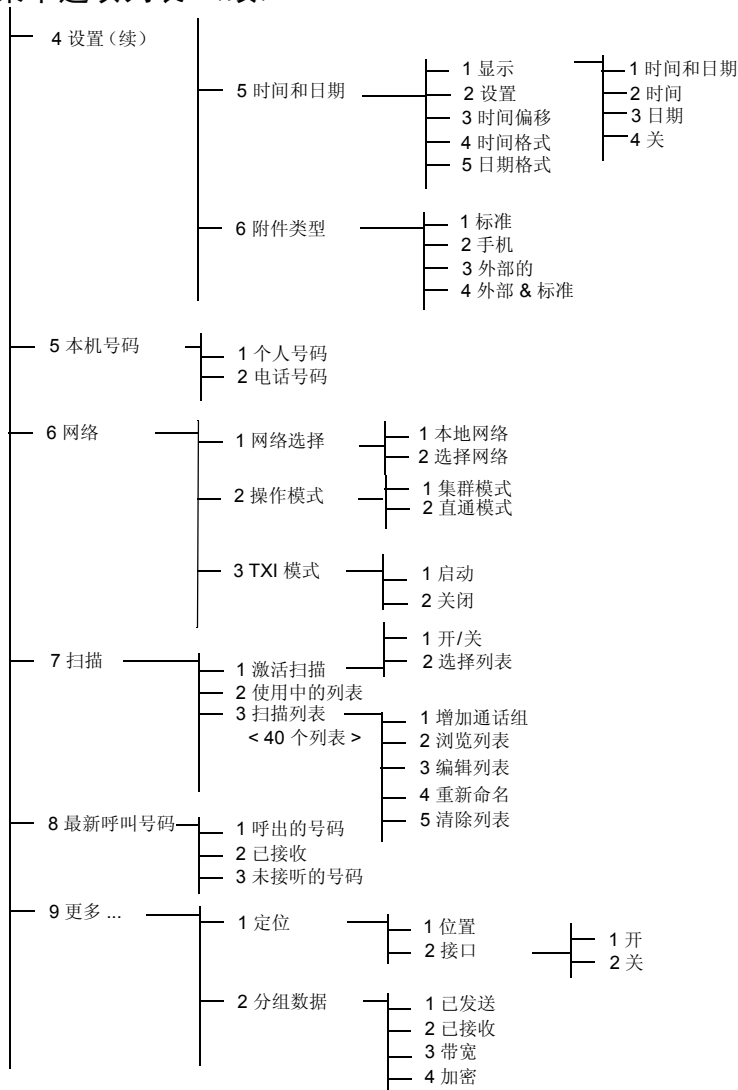 4 设置（续）
5 时间和日期
1 显示
2 设置
3 时间偏移
4 时间格式
5 日期格式
1 时间和日期
2 时间
3 日期
4 关
6 附件类型
1 标准
2 手机
3 外部的
4 外部 & 标准
5 本机号码
1 个人号码
2 电话号码
6 网络
1 网络选择
1 本地网络
2 选择网络
2 操作模式
1 集群模式
2 直通模式
3 TXI 模式
1 启动
2 关闭
7 扫描
1 激活扫描
1 开/关
2 选择列表
2 使用中的列表
3 扫描列表
< 40 个列表 >
1 增加通话组
2 浏览列表
3 编辑列表
4 重新命名
5 清除列表
8 最新呼叫号码
1 呼出的号码
2 已接收
3 未接听的号码
9 更多 ...
1 定位
1 位置
2 接口
1 开
2 关
2 分组数据
1 已发送
2 已接收
3 带宽
4 加密